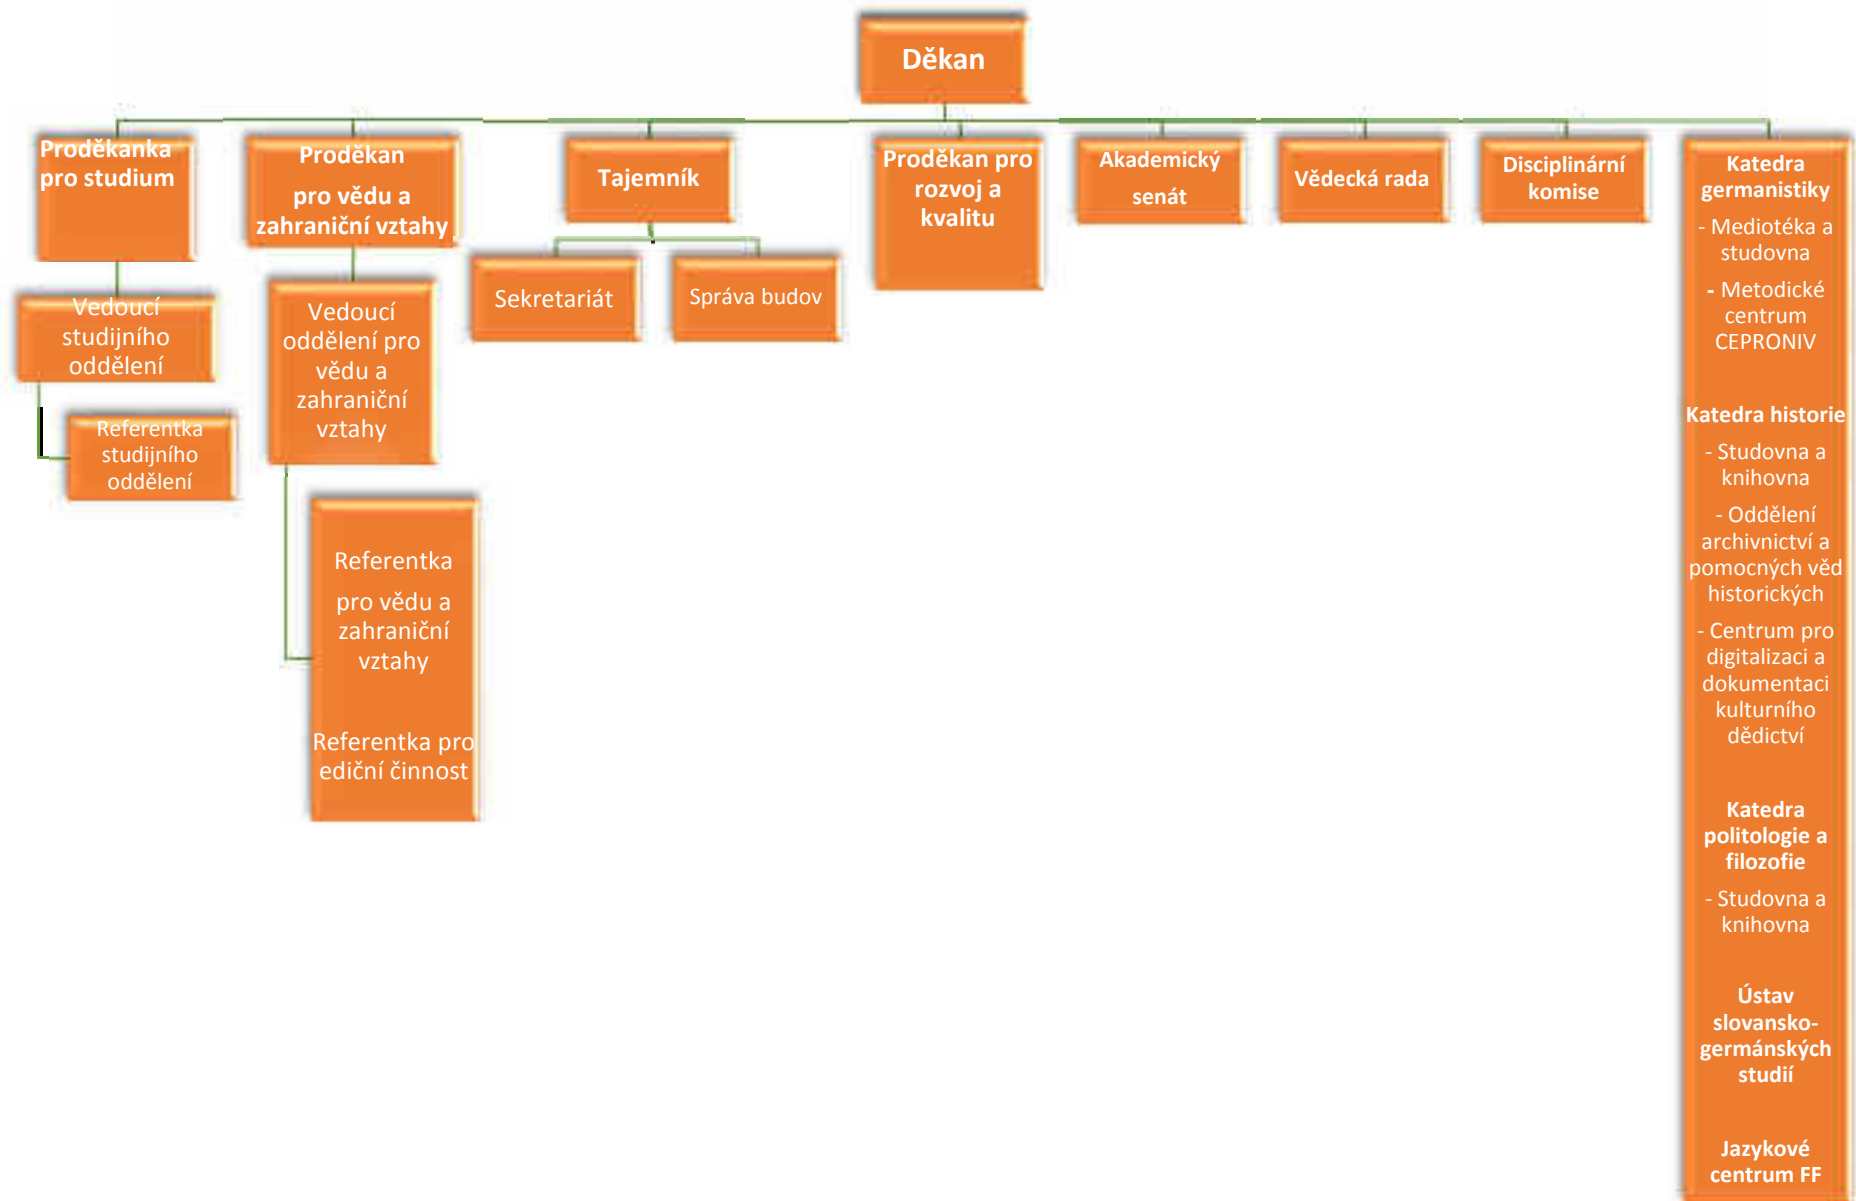 Děkan
Proděkanka
pro studium
Proděkan
pro vědu a
zahraniční vztahy
Tajemník
Proděkan pro
rozvoj a
kvalitu
Akademický
senát
Vědecká rada
Disciplinární
komise
Katedra
germanistiky
- Mediotéka a
studovna
- Metodické
centrum
CEPRONIV
Katedra historie
- Studovna a
knihovna
- Oddělení
archivnictví a
pomocných věd
historických
- Centrum pro
digitalizaci a
dokumentaci
kulturního
dědictví
Katedra
politologie a
filozofie
- Studovna a
knihovna
Ústav
slovansko-
germánských
studií
Jazykové
centrum FF
Vedoucí
studijního
oddělení
Referentka
studijního
oddělení
Vedoucí
oddělení pro
vědu a
zahraniční
vztahy
Referentka
pro vědu a
zahraniční
vztahy
Referentka pro
ediční činnost
Sekretariát
Správa budov